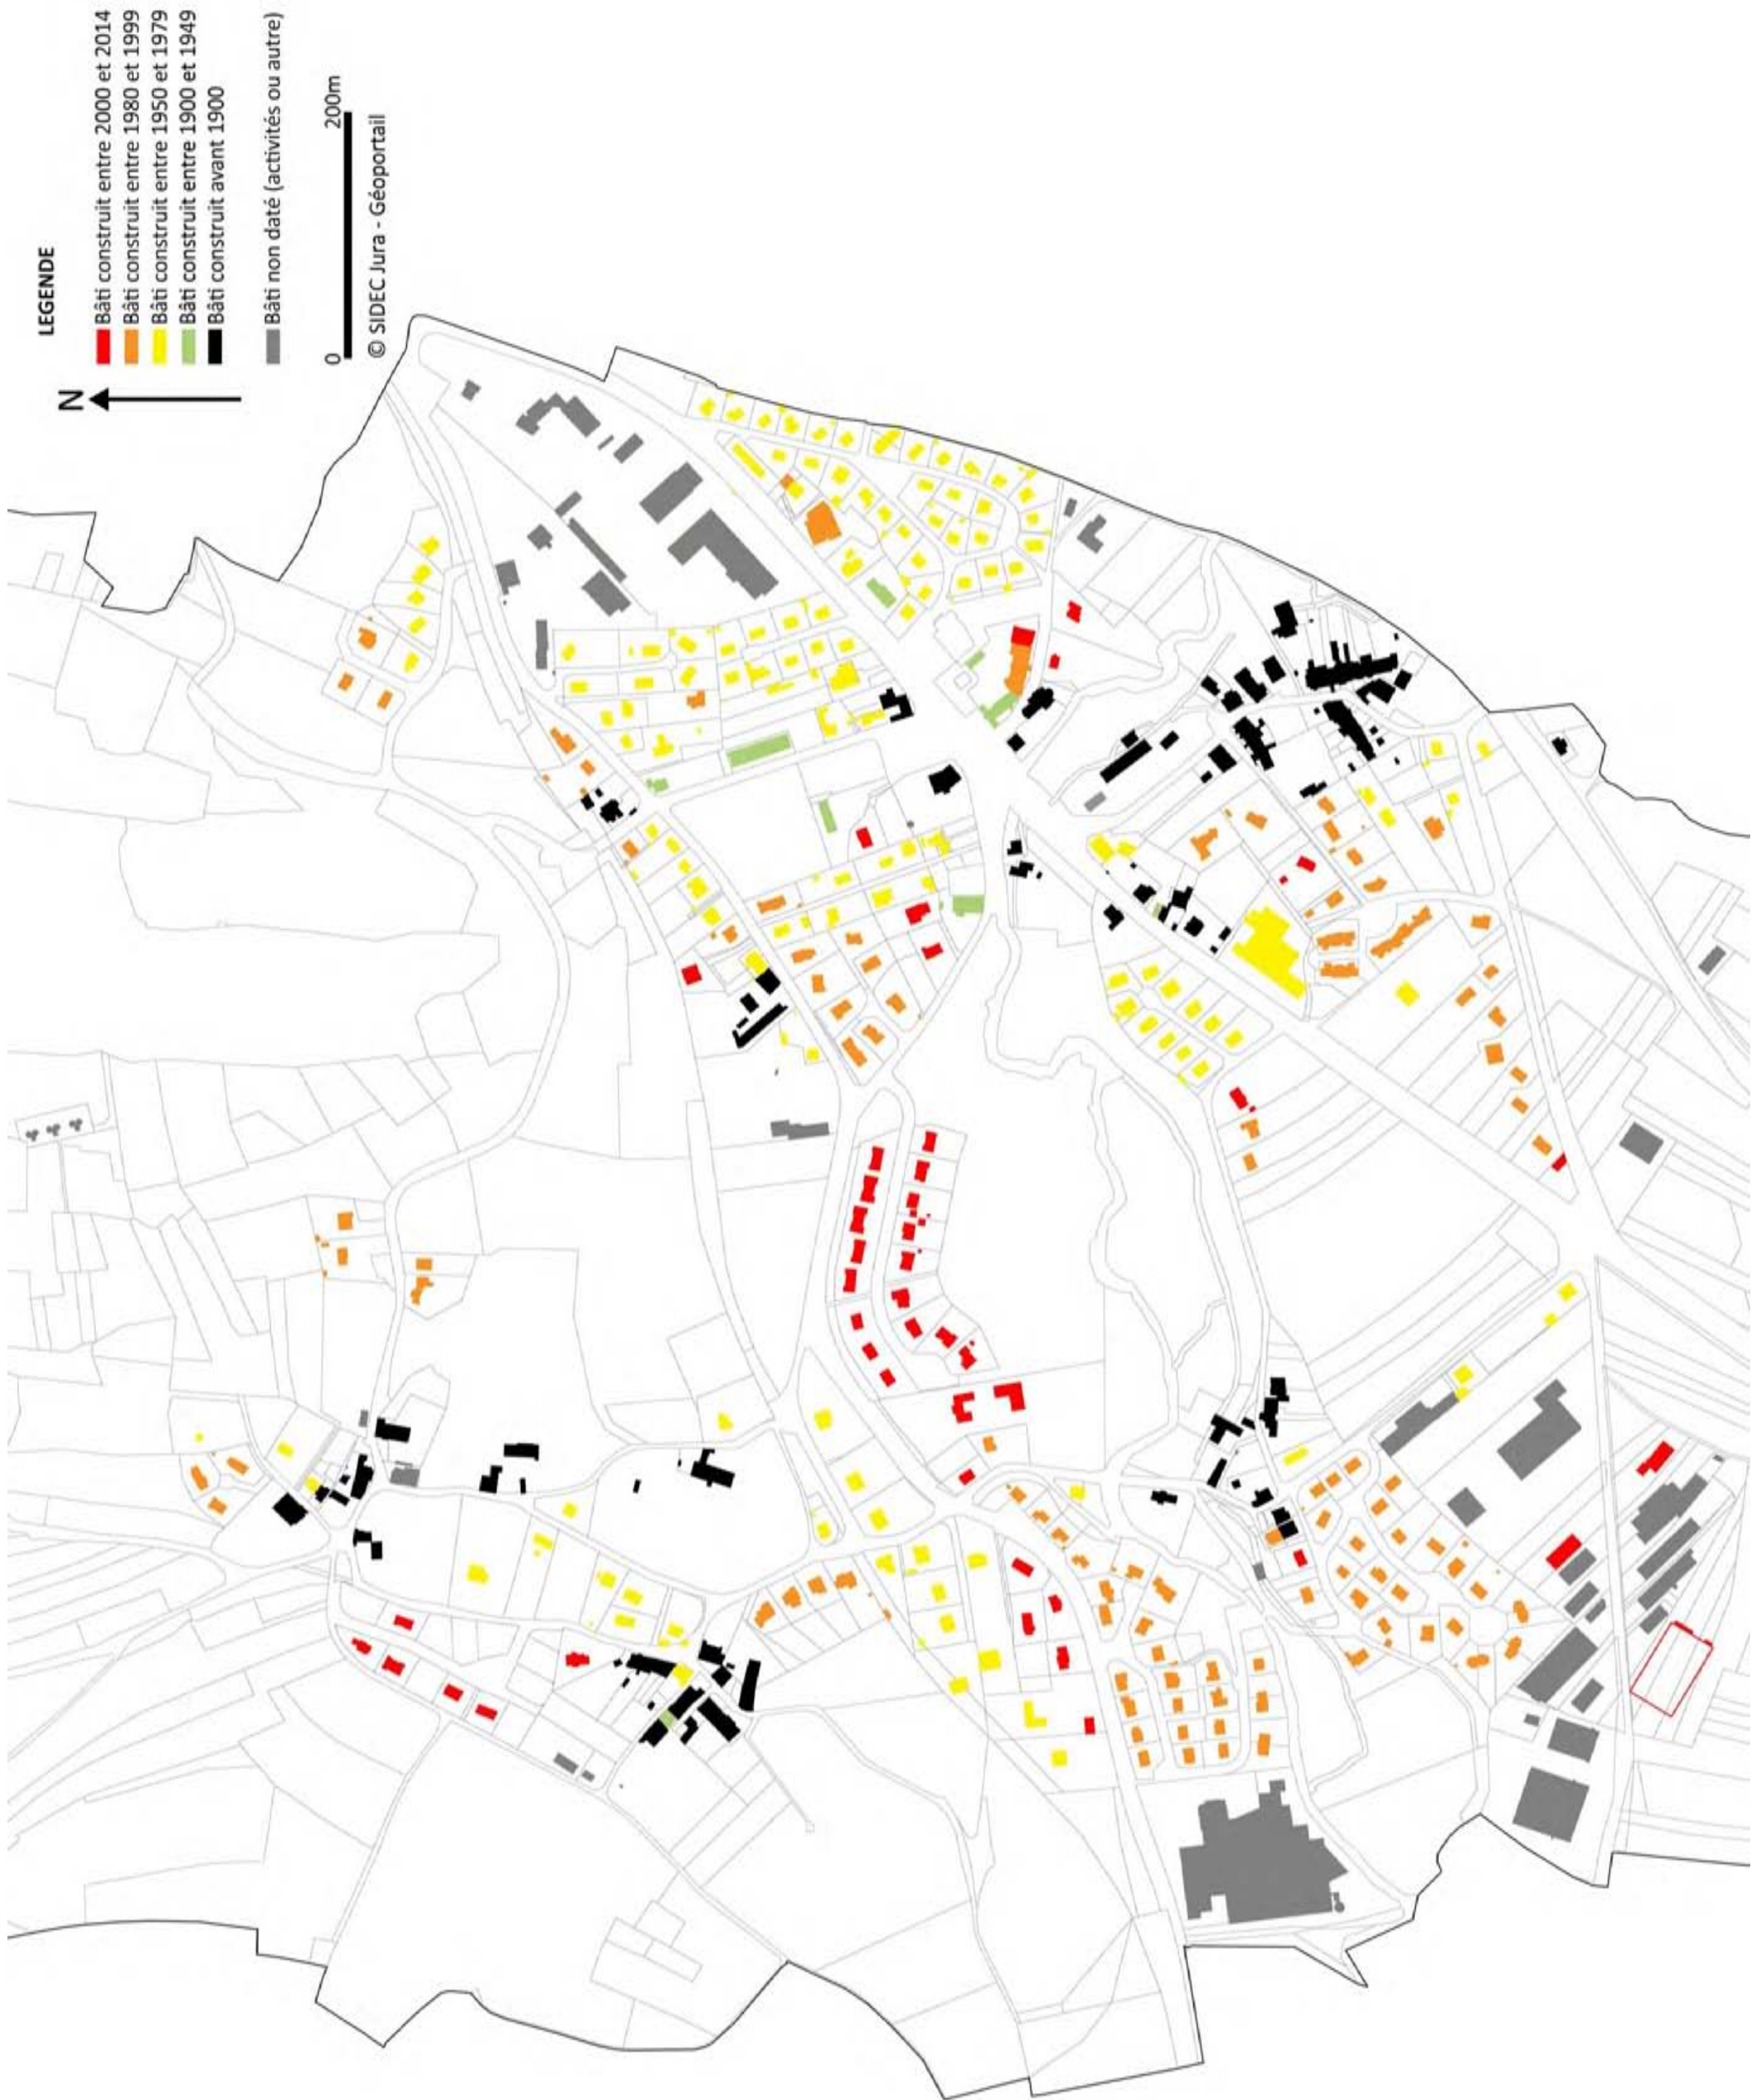 LEGENDE
Bâti construit entre 2000 et 2014
Bâti construit entre 1980 et 1999
Bâti construit entre 1950 et 1979
Bâti construit entre 1900 et 1949
Bâti construit avant 1900
Bâti non daté (activités ou autre)
N
0 200m
© SIDEC Jura - Géoportail